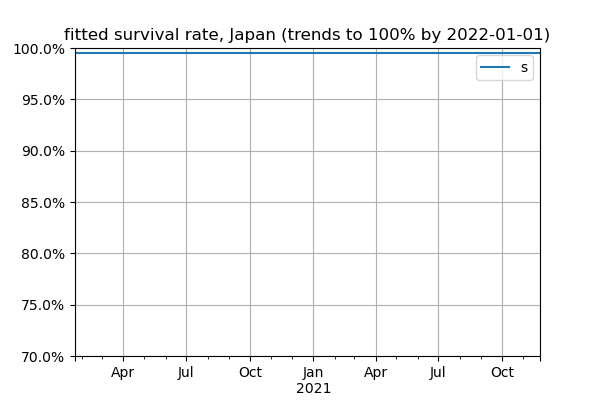 fitted survival rate, Japan (trends to 100% by 2022-01-01)
100.0%
s
95.0%
90.0%
85.0%
80.0%
75.0%
70.0%
Apr Jul Oct Jan Apr Jul Oct
2021